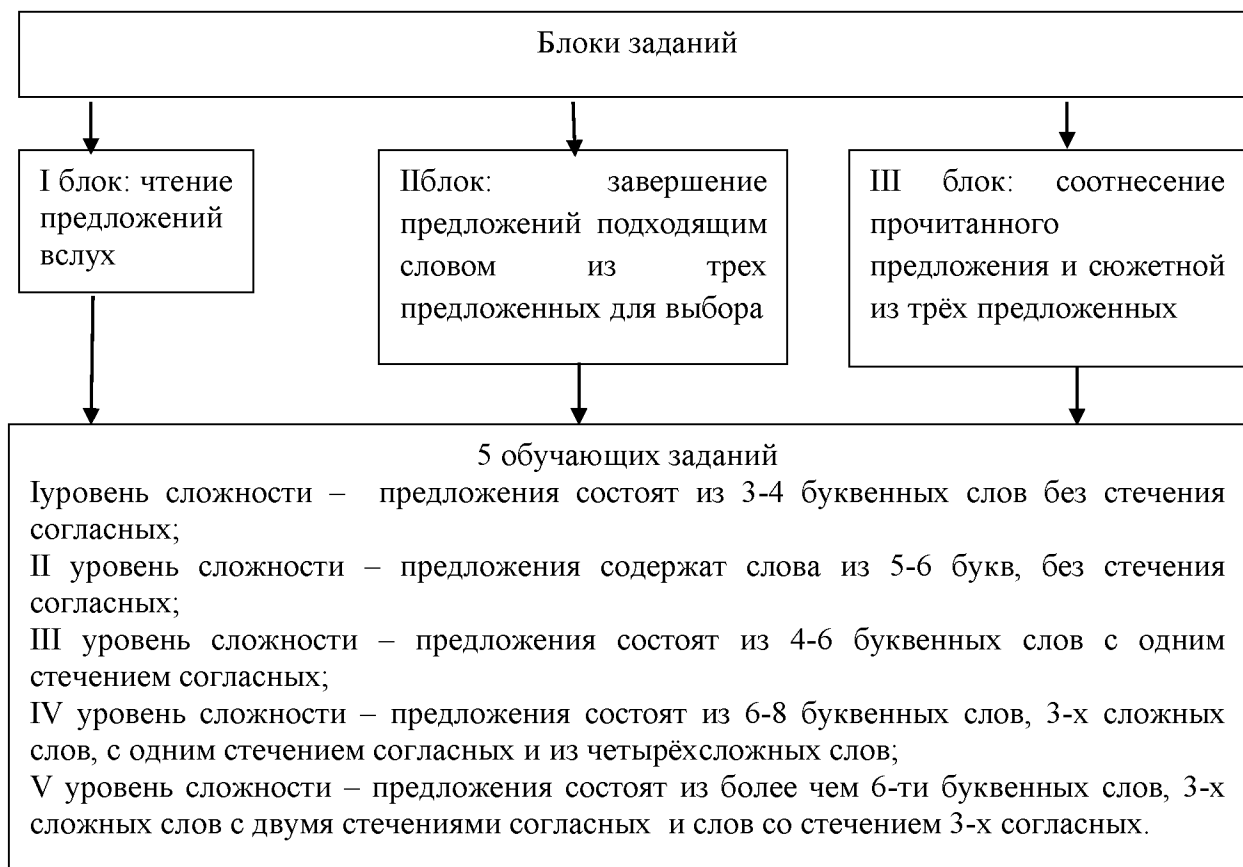 Блоки заданий
I блок: чтение
предложений
вслух
IIблок: завершение
предложений подходящим
словом из трех
предложенных для выбора
III блок: соотнесение
прочитанного
предложения и сюжетной
из трёх предложенных
5 обучающих заданий
Iуровень сложности – предложения состоят из 3-4 буквенных слов без стечения
согласных;
II уровень сложности – предложения содержат слова из 5-6 букв, без стечения
согласных;
III уровень сложности – предложения состоят из 4-6 буквенных слов с одним
стечением согласных;
IV уровень сложности – предложения состоят из 6-8 буквенных слов, 3-х сложных
слов, с одним стечением согласных и из четырёхсложных слов;
V уровень сложности – предложения состоят из более чем 6-ти буквенных слов, 3-х
сложных слов с двумя стечениями согласных и слов со стечением 3-х согласных.